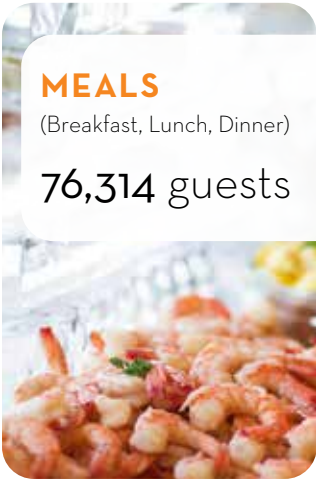 MEALS
(Breakfast, Lunch, Dinner)
76,314 guests